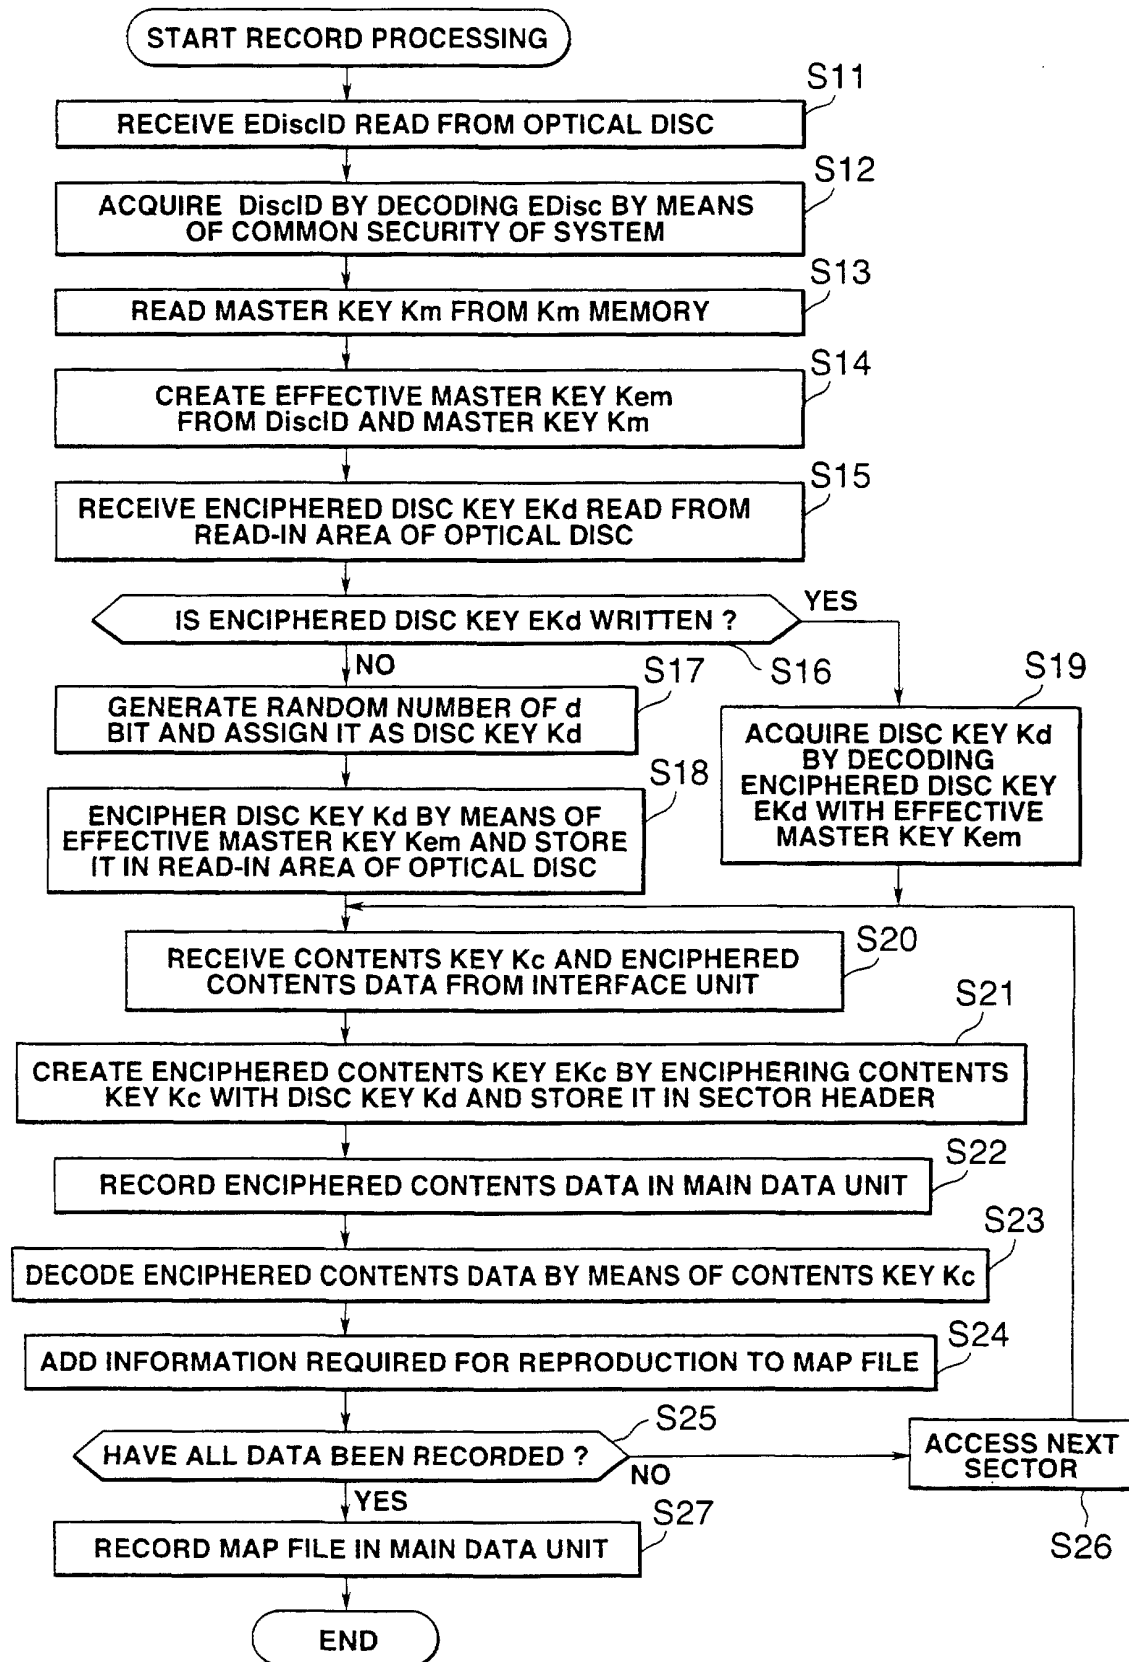 START RECORD PROCESSING
S11
RECEIVE EDiscID READ FROM OPTICAL DISC
S12
ACQUIRE DiscID BY DECODING EDisc BY MEANS
OF COMMON SECURITY OF SYSTEM
S13
READ MASTER KEY Km FROM Km MEMORY
S14
CREATE EFFECTIVE MASTER KEY Kem
FROM DiscID AND MASTER KEY Km
S15
RECEIVE ENCIPHERED DISC KEY EKd READ FROM
READ-IN AREA OF OPTICAL DISC
IS ENCIPHERED DISC KEY EKd WRITTEN ?
YES
S16
NO
S17
GENERATE RANDOM NUMBER OF d
BIT AND ASSIGN IT AS DISC KEY Kd
S19
ACQUIRE DISC KEY Kd
BY DECODING
ENCIPHERED DISC KEY
EKd WITH EFFECTIVE
MASTER KEY Kem
S18
ENCIPHER DISC KEY Kd BY MEANS OF
EFFECTIVE MASTER KEY Kem AND STORE
IT IN READ-IN AREA OF OPTICAL DISC
S20
RECEIVE CONTENTS KEY Kc AND ENCIPHERED
CONTENTS DATA FROM INTERFACE UNIT
S21
CREATE ENCIPHERED CONTENTS KEY EKc BY ENCIPHERING CONTENTS
KEY Kc WITH DISC KEY Kd AND STORE IT IN SECTOR HEADER
S22
RECORD ENCIPHERED CONTENTS DATA IN MAIN DATA UNIT
S23
DECODE ENCIPHERED CONTENTS DATA BY MEANS OF CONTENTS KEY Kc
S24
ADD INFORMATION REQUIRED FOR REPRODUCTION TO MAP FILE
S25
HAVE ALL DATA BEEN RECORDED ?
NO
ACCESS NEXT
SECTOR
S26
YES
S27
RECORD MAP FILE IN MAIN DATA UNIT
END